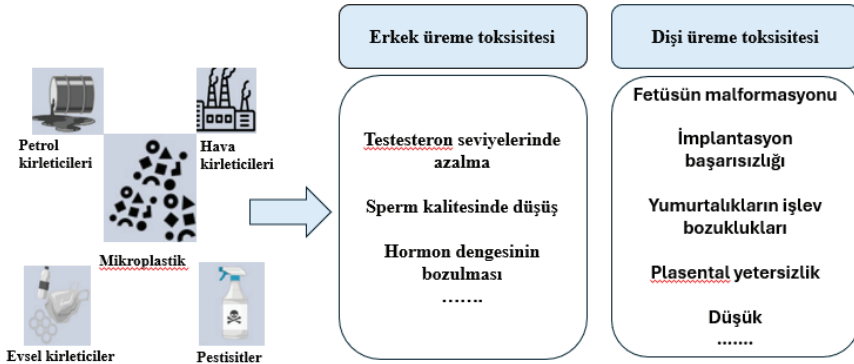 Petrol
kirleticileri
Hava
kirleticileri
Mikroplastik
Evsel kirleticiler
Pestisitler
Erkek üreme toksisitesi
Testesteron seviyelerinde
azalma
Sperm kalitesinde düşüş
Hormon dengesinin
bozulması
…….
Dişi üreme toksisitesi
Fetüsün malformasyonu
İmplantasyon
başarısızlığı
Yumurtalıkların işlev
bozuklukları
Plasental yetersizlik
Düşük
…….